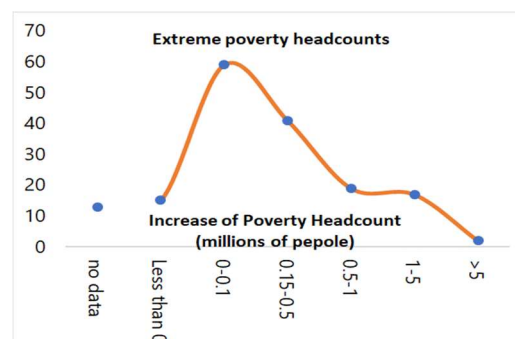 70
Extreme poverty headcounts
60
50
40
30
20
10
Increase of Poverty Headcount
(millions of pepole)
0
no data
Less than
0-0.1
0.15-0.5
0.5-1
1-5
>5